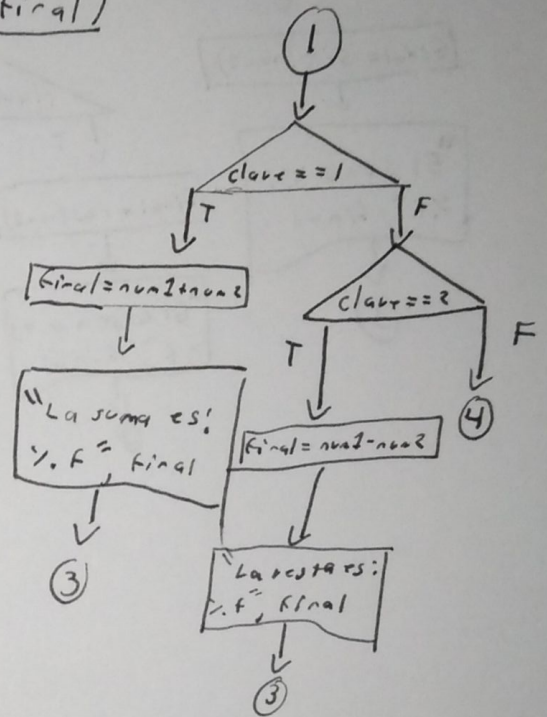 Final)
1
clave==1
T
F
final=num1+num2
clave==2
T
F
"La suma es:
%.f", final
4
final=num1-num2
3
"La resta es:
%.f", final
3